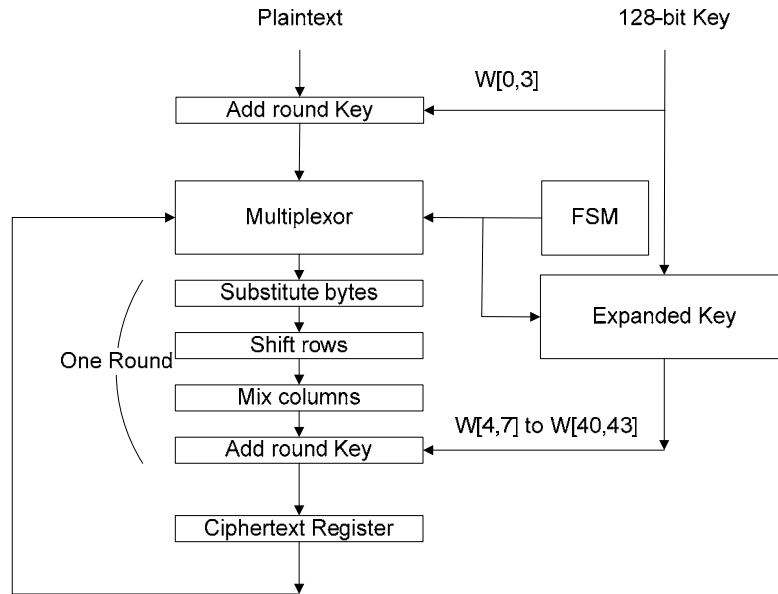 Plaintext
128-bit Key
W[0,3]
Add round Key
Multiplexor
FSM
Substitute bytes
Expanded Key
Shift rows
One Round
Mix columns
W[4,7] to W[40,43]
Add round Key
Ciphertext Register